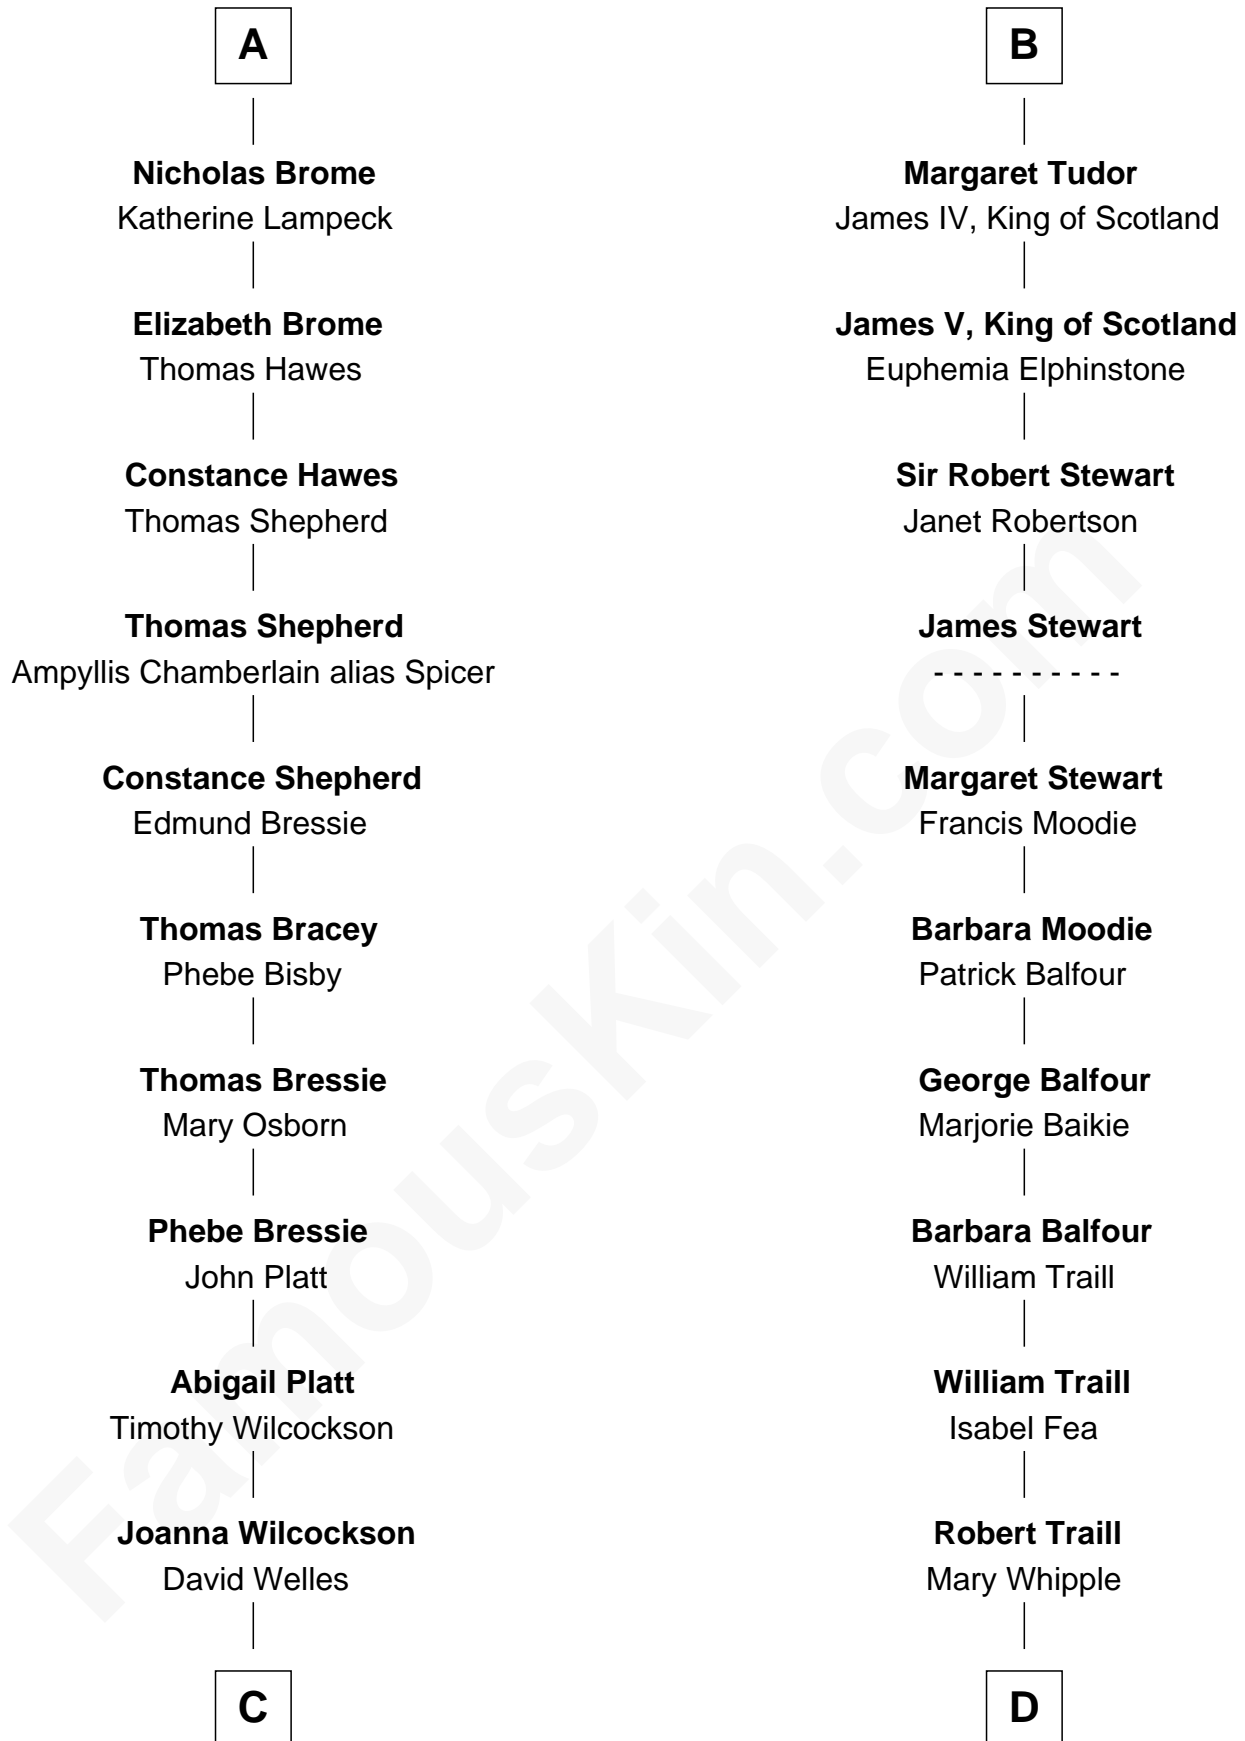 A
Nicholas Brome
Katherine Lampeck
Elizabeth Brome
Thomas Hawes
Constance Hawes
Thomas Shepherd
Thomas Shepherd
Ampyllis Chamberlain alias Spicer
Constance Shepherd
Edmund Bressie
Thomas Bracey
Phebe Bisby
Thomas Bressie
Mary Osborn
Phebe Bressie
John Platt
Abigail Platt
Timothy Wilcockson
Joanna Wilcockson
David Welles
C
B
Margaret Tudor
James IV, King of Scotland
James V, King of Scotland
Euphemia Elphinstone
Sir Robert Stewart
Janet Robertson
James Stewart
- - - - - - - - - -
Margaret Stewart
Francis Moodie
Barbara Moodie
Patrick Balfour
George Balfour
Marjorie Baikie
Barbara Balfour
William Traill
William Traill
Isabel Fea
Robert Traill
Mary Whipple
D
FamousKin.com